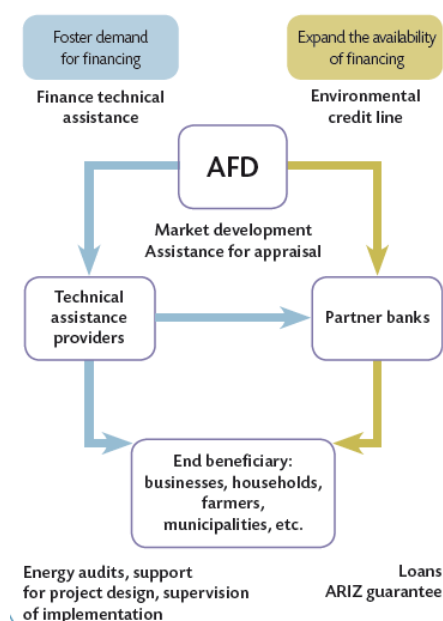 Foster demand
for financing
Expand the availability
of financing
Finance technical
assistance
Environmental
credit line
AFD
Market development
Assistance for appraisal
Technical
assistance
providers
Partner banks
End beneficiary:
businesses, households,
farmers,
municipalities, etc.
Energy audits, support
for project design, supervision
of implementation
Loans
ARIZ guarantee